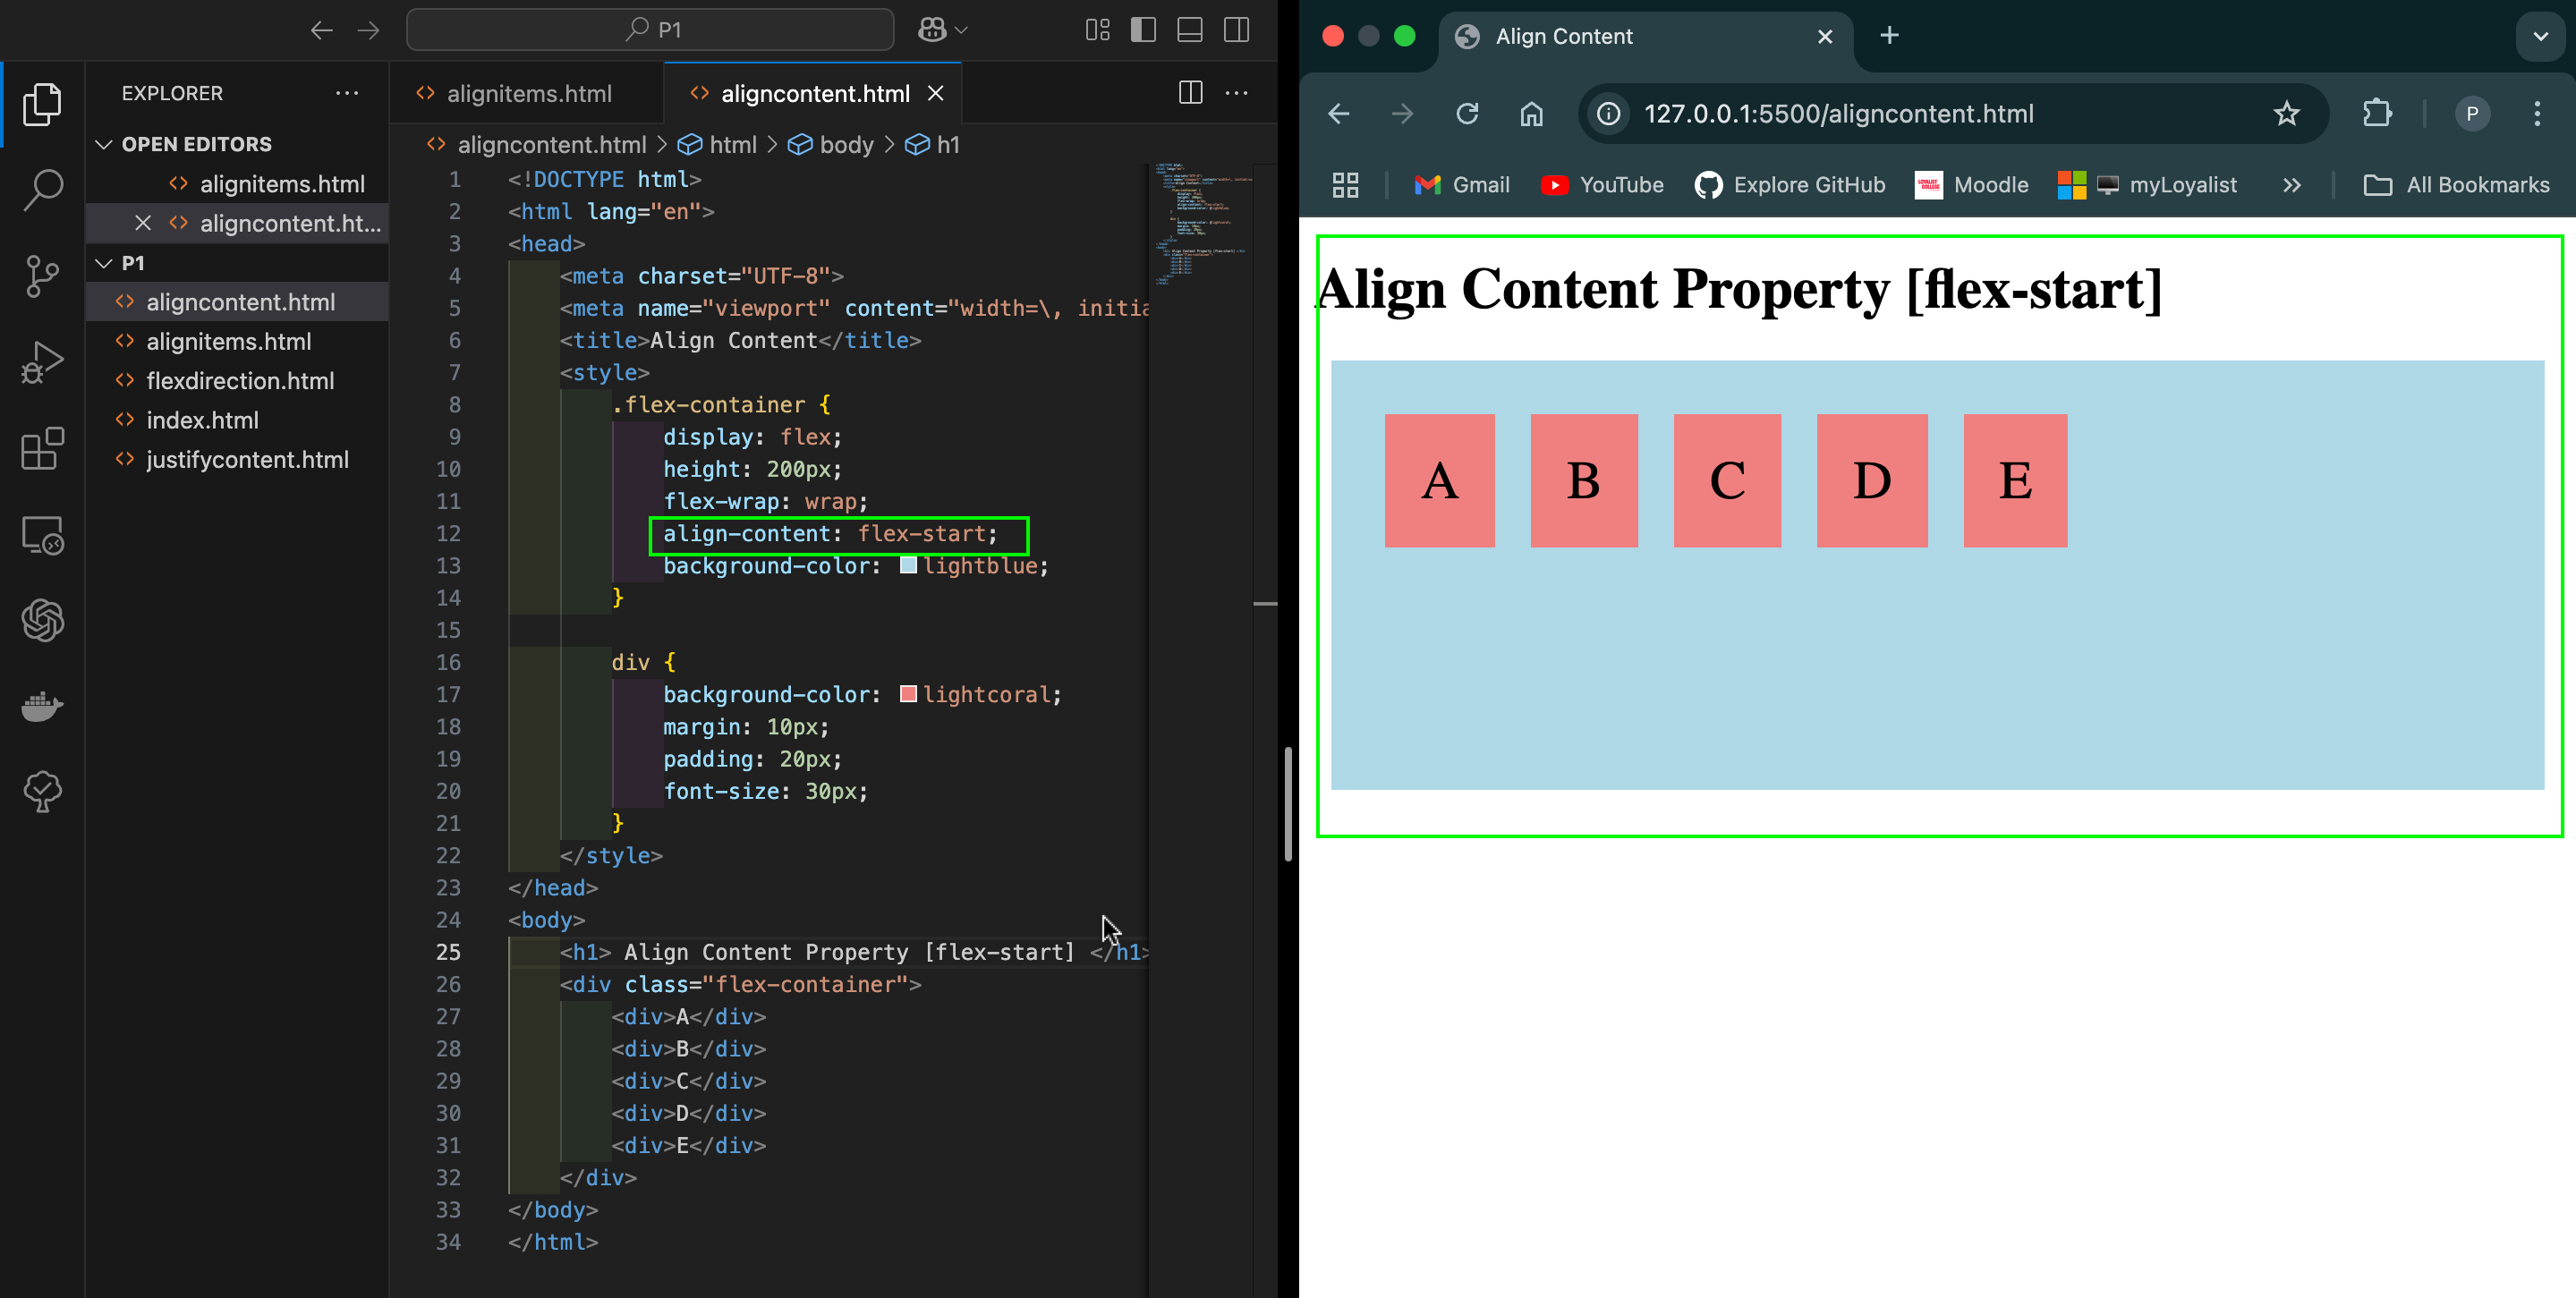 P1
EXPLORER
OPEN EDITORS
alignitems.html
aligncontent.ht...
P1
aligncontent.html
alignitems.html
flexdirection.html
index.html
justifycontent.html
alignitems.html
aligncontent.html
aligncontent.html > html > body > h1
1 <!DOCTYPE html>
2 <html lang="en">
3 <head>
4 <meta charset="UTF-8">
5 <meta name="viewport" content="width=\, initia
6 <title>Align Content</title>
7 <style>
8 .flex-container {
9 display: flex;
10 height: 200px;
11 flex-wrap: wrap;
12 align-content: flex-start;
13 background-color: lightblue;
14 }
15
16 div {
17 background-color: lightcoral;
18 margin: 10px;
19 padding: 20px;
20 font-size: 30px;
21 }
22 </style>
23 </head>
24 <body>
25 <h1> Align Content Property [flex-start] </h1>
26 <div class="flex-container">
27 <div>A</div>
28 <div>B</div>
29 <div>C</div>
30 <div>D</div>
31 <div>E</div>
32 </div>
33 </body>
34 </html>
Align Content
127.0.0.1:5500/aligncontent.html
P
Gmail YouTube Explore GitHub Moodle myLoyalist >> All Bookmarks
Align Content Property [flex-start]
A B C D E